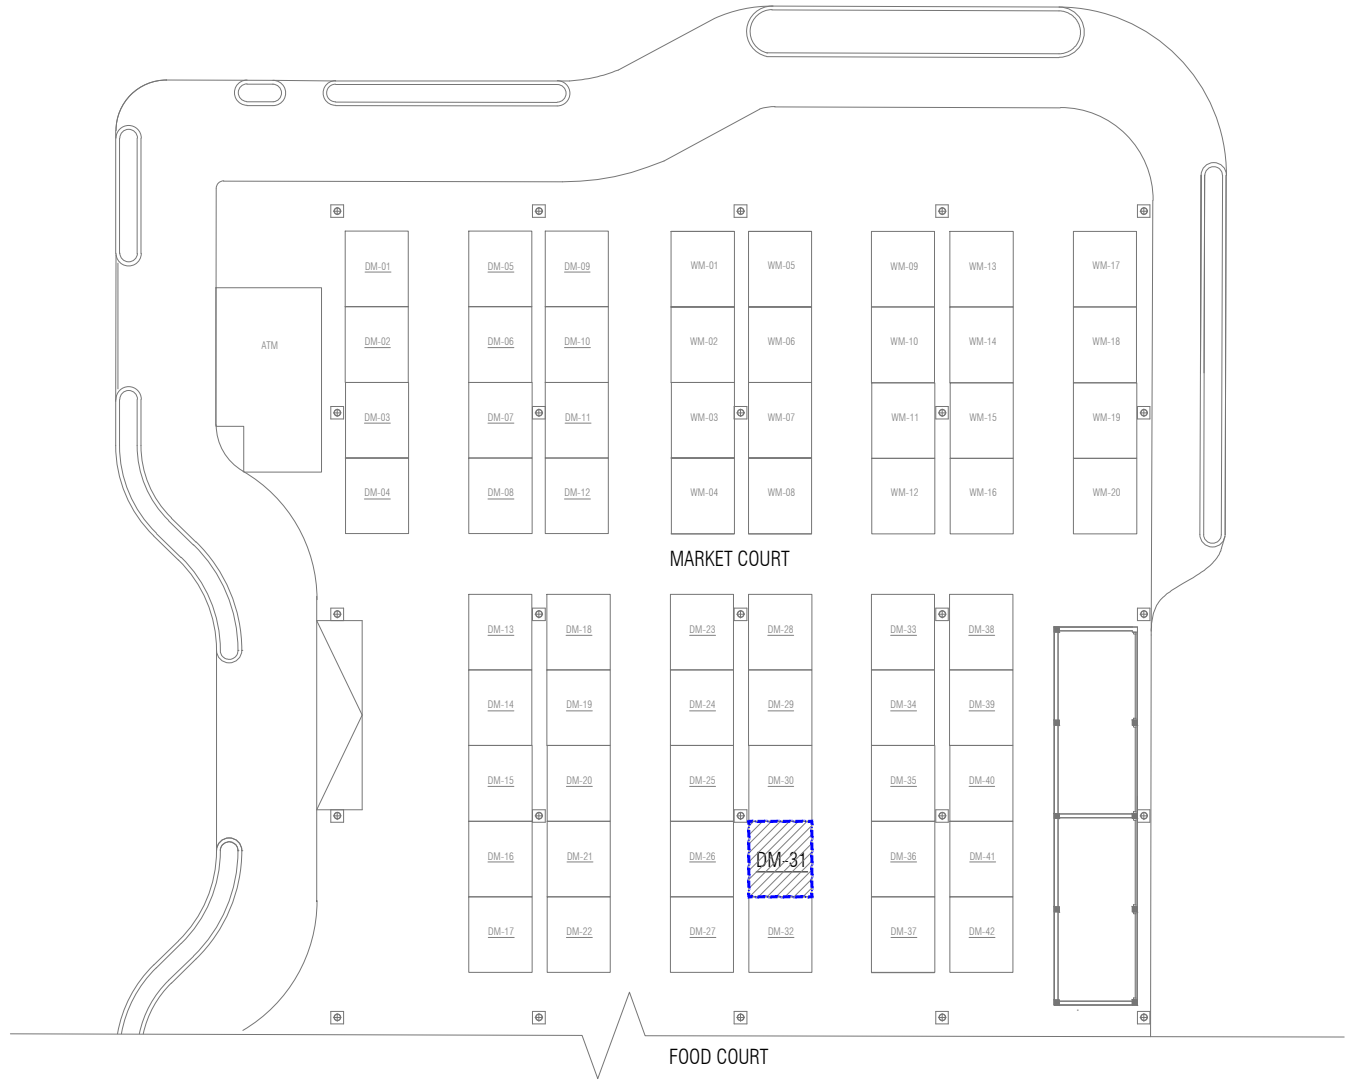 DM-01 DM-05 DM-09 WM-01 WM-05 WM-09 WM-13 WM-17
ATM DM-02 DM-06 DM-10 WM-02 WM-06 WM-10 WM-14 WM-18
DM-03 DM-07 DM-11 WM-03 WM-07 WM-11 WM-15 WM-19
DM-04 DM-08 DM-12 WM-04 WM-08 WM-12 WM-16 WM-20
MARKET COURT
DM-13 DM-18 DM-23 DM-28 DM-33 DM-38
DM-14 DM-19 DM-24 DM-29 DM-34 DM-39
DM-15 DM-20 DM-25 DM-30 DM-35 DM-40
DM-16 DM-21 DM-26 DM-31 DM-36 DM-41
DM-17 DM-22 DM-27 DM-32 DM-37 DM-42
FOOD COURT